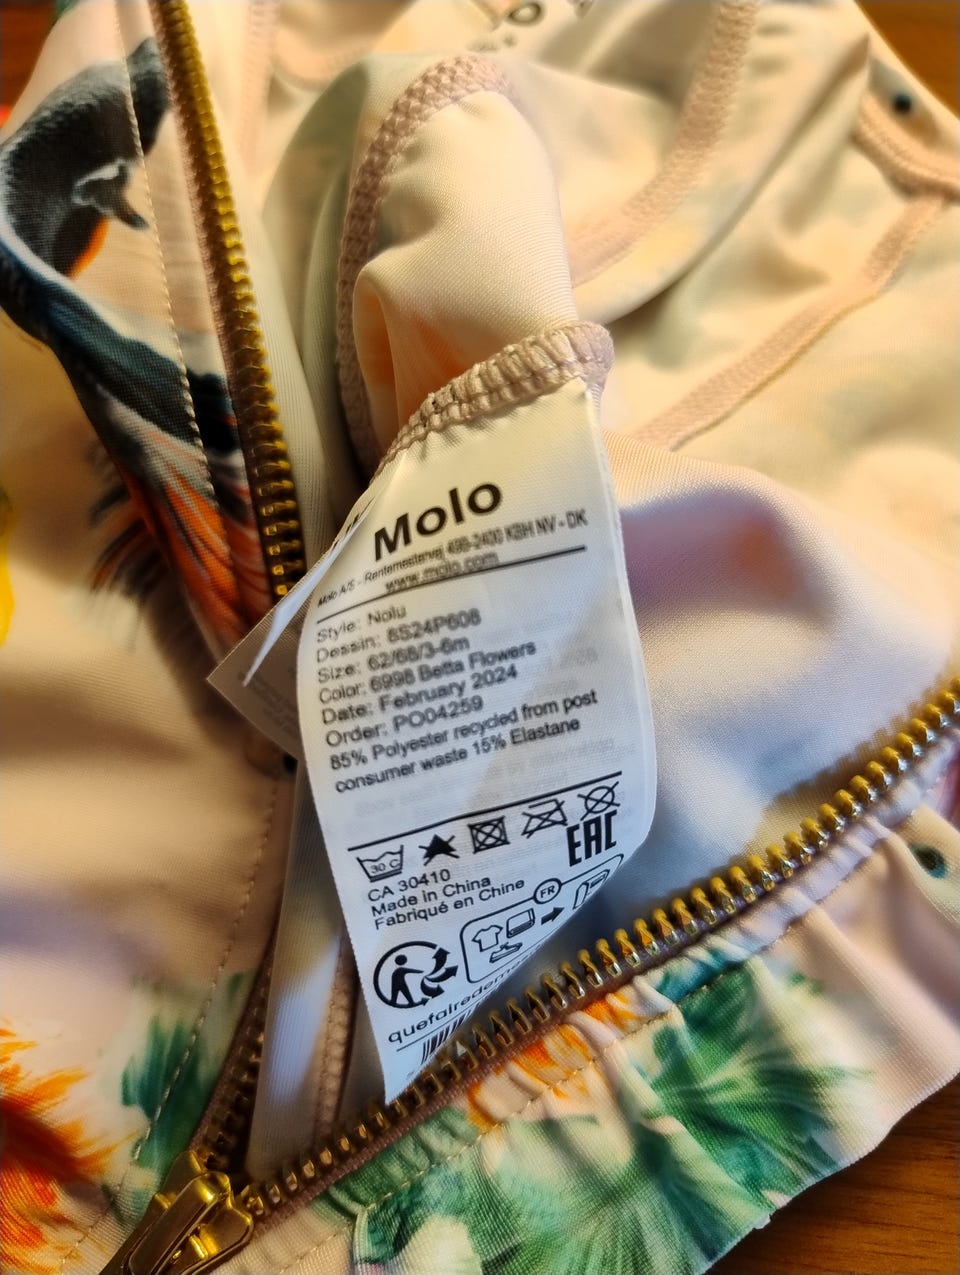 Molo
Molo A/S - Rentemestervej 49B-2400 KBH NV - DK
www.molo.com
Style: Nolu
Dessin: 8S24P608
Size: 62/68/3-6m
Color: 6998 Betta Flowers
Date: February 2024
Order: PO04259
85% Polyester recycled from post
consumer waste 15% Elastane
30 C
EAC
CA 30410
Made in China
Fabriqué en Chine
FR
quefairedeme